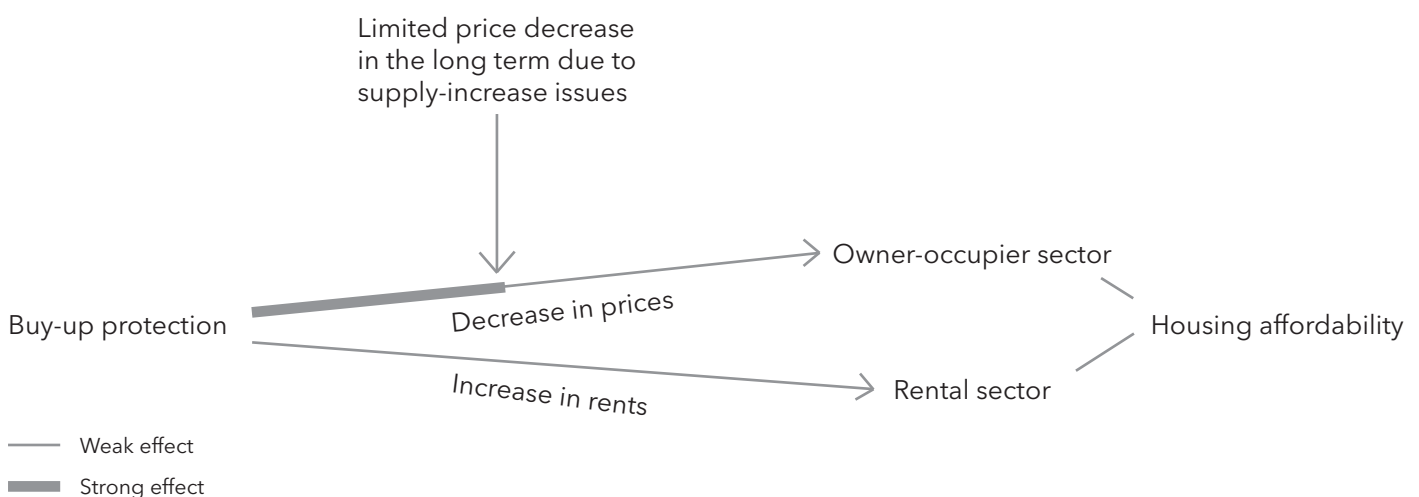 Limited price decrease
in the long term due to
supply-increase issues
Owner-occupier sector
Decrease in prices
Buy-up protection
Housing affordability
Increase in rents
Rental sector
Weak effect
Strong effect